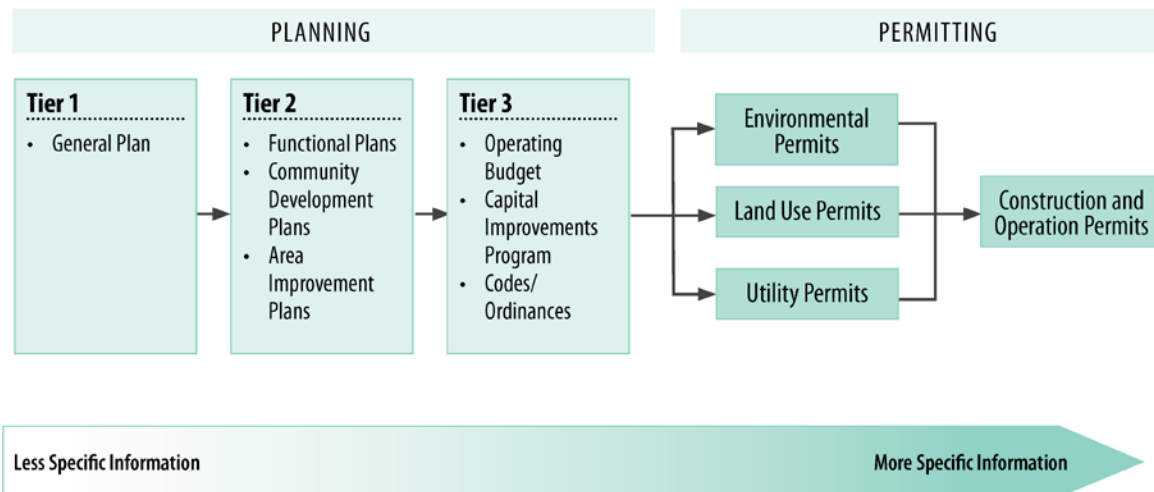 PLANNING
PERMITTING
Tier 1
• General Plan
Tier 2
• Functional Plans
• Community
Development
Plans
• Area
Improvement
Plans
Tier 3
• Operating
Budget
• Capital
Improvements
Program
• Codes/
Ordinances
Environmental
Permits
Land Use Permits
Utility Permits
Construction and
Operation Permits
Less Specific Information
More Specific Information